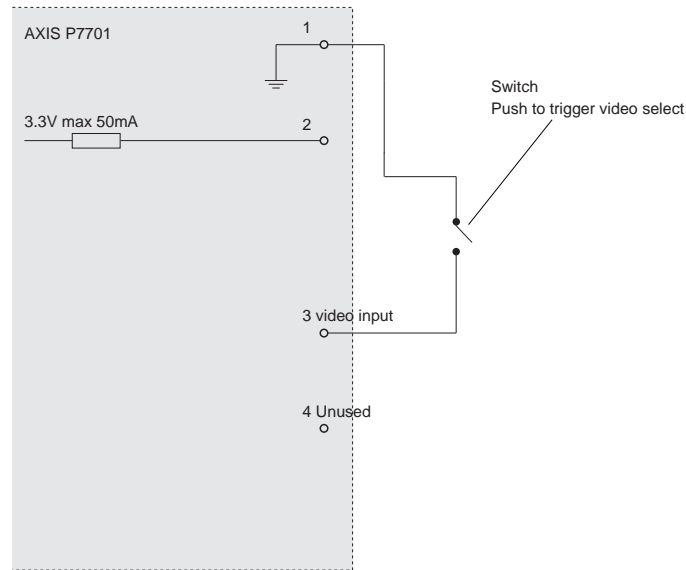 AXIS P7701
1
Switch
Push to trigger video select
3.3V max 50mA
2
3 video input
4 Unused